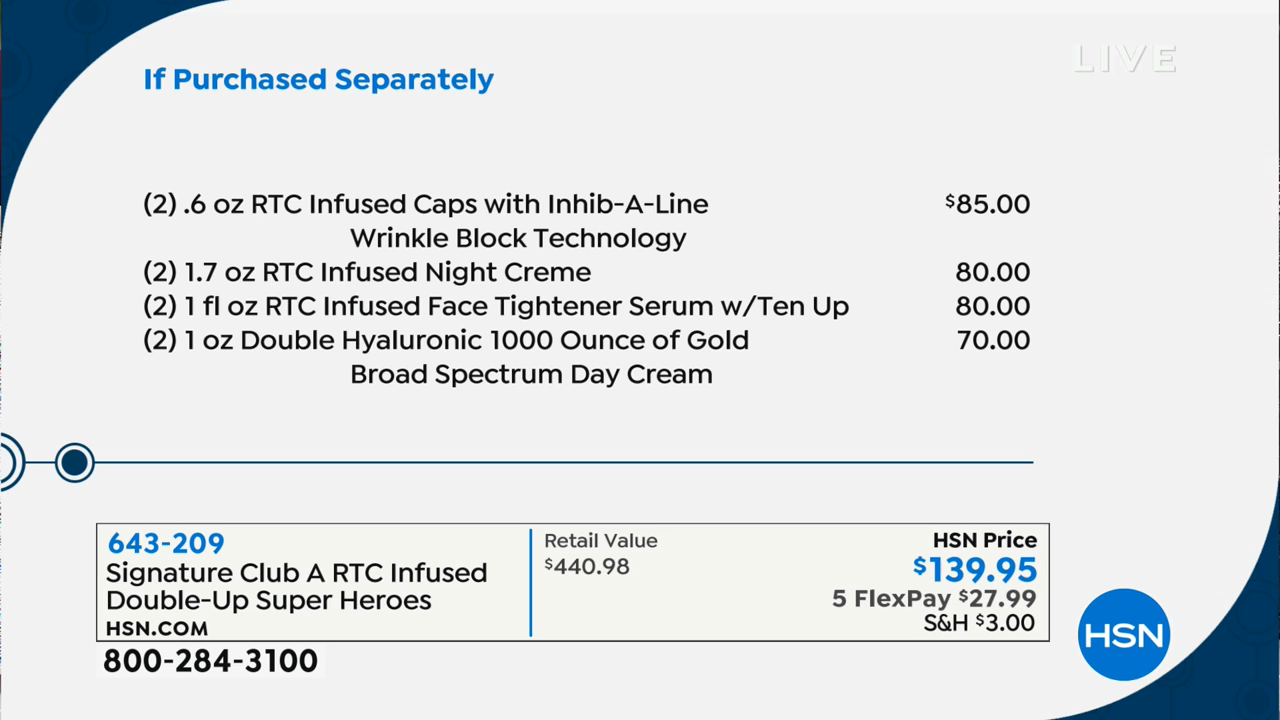 LIVE
If Purchased Separately
(2) .6 oz RTC Infused Caps with Inhib-A-Line $85.00
Wrinkle Block Technology
(2) 1.7 oz RTC Infused Night Creme 80.00
(2) 1 fl oz RTC Infused Face Tightener Serum w/Ten Up 80.00
(2) 1 oz Double Hyaluronic 1000 Ounce of Gold 70.00
Broad Spectrum Day Cream
643-209
Signature Club A RTC Infused
Double-Up Super Heroes
HSN.COM
Retail Value
$440.98
HSN Price
$139.95
5 FlexPay $27.99
S&H $3.00
800-284-3100
HSN